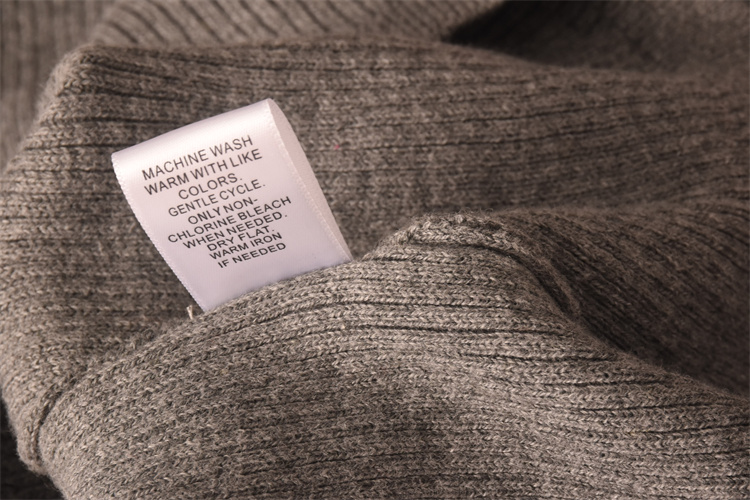 MACHINE WASH
WARM WITH LIKE
COLORS.
GENTLE CYCLE.
ONLY NON-
CHLORINE BLEACH
WHEN NEEDED.
DRY FLAT.
WARM IRON
IF NEEDED